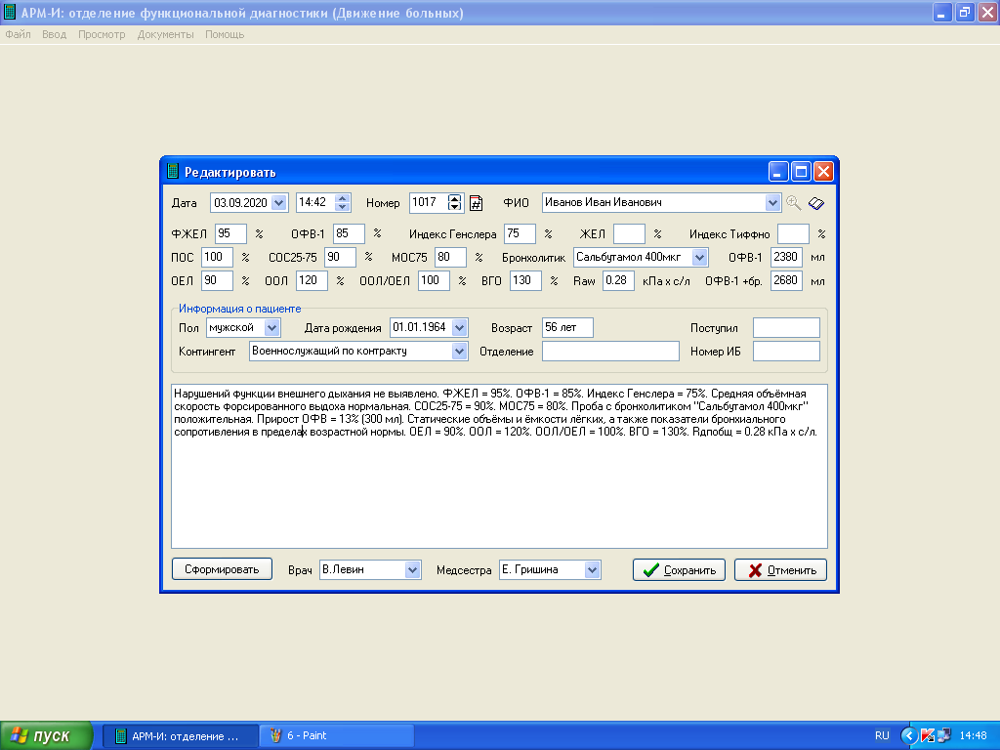 АРМ-И: отделение функциональной диагностики (Движение больных)
Файл Ввод Просмотр Документы Помощь
Редактировать
Дата 03.09.2020 14:42 Номер 1017 # ФИО Иванов Иван Иванович
ФЖЕЛ 95 % ОФВ-1 85 % Индекс Генслера 75 % ЖЕЛ % Индекс Тиффно %
ПОС 100 % СОС25-75 90 % МОС75 80 % Бронхолитик Сальбутамол 400мкг ОФВ-1 2380 мл
ОЕЛ 90 % ООЛ 120 % ООЛ/ОЕЛ 100 % ВГО 130 % Raw 0.28 кПа х с/л ОФВ-1 +бр. 2680 мл
Информация о пациенте
Пол мужской Дата рождения 01.01.1964 Возраст 56 лет Поступил
Контингент Военнослужащий по контракту Отделение Номер ИБ
Нарушений функции внешнего дыхания не выявлено. ФЖЕЛ = 95%. ОФВ-1 = 85%. Индекс Генслера = 75%. Средняя объёмная
скорость форсированного выдоха нормальная. СОС25-75 = 90%. МОС75 = 80%. Проба с бронхолитиком "Сальбутамол 400мкг"
положительная. Прирост ОФВ = 13% (300 мл). Статические объёмы и ёмкости лёгких, а также показатели бронхиального
сопротивления в пределах возрастной нормы. ОЕЛ = 90%. ООЛ = 120%. ООЛ/ОЕЛ = 100%. ВГО = 130%. Rдпобщ = 0.28 кПа х с/л.
Сформировать Врач В.Левин Медсестра Е. Гришина Сохранить Отменить
пуск АРМ-И: отделение ... 6 - Paint RU 14:48